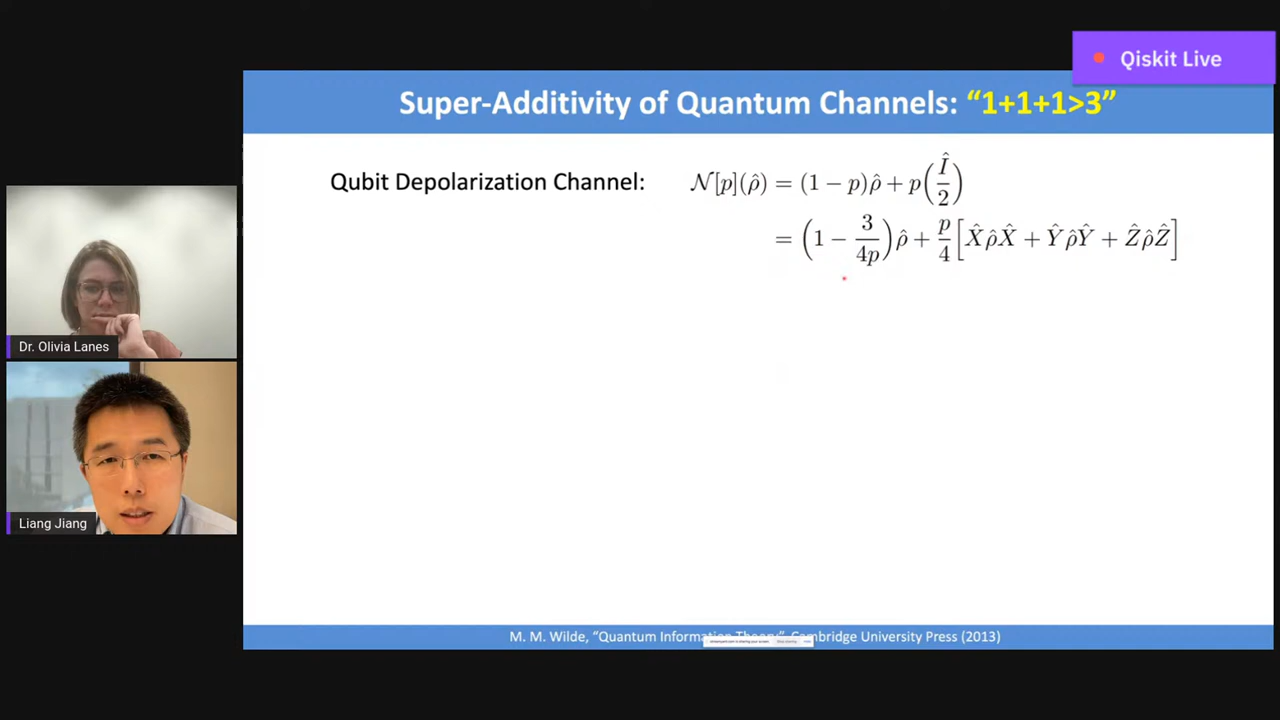 Qiskit Live
Super-Additivity of Quantum Channels: “1+1+1>3”
Qubit Depolarization Channel: 𝒩[p](ρ̂) = (1 − p)ρ̂ + p(Î/2)
= (1 − 3/4p)ρ̂ + p/4[X̂ρ̂X̂ + Ŷρ̂Ŷ + Ẑρ̂Ẑ]
Dr. Olivia Lanes
Liang Jiang
M. M. Wilde, “Quantum Information Theory”, Cambridge University Press (2013)